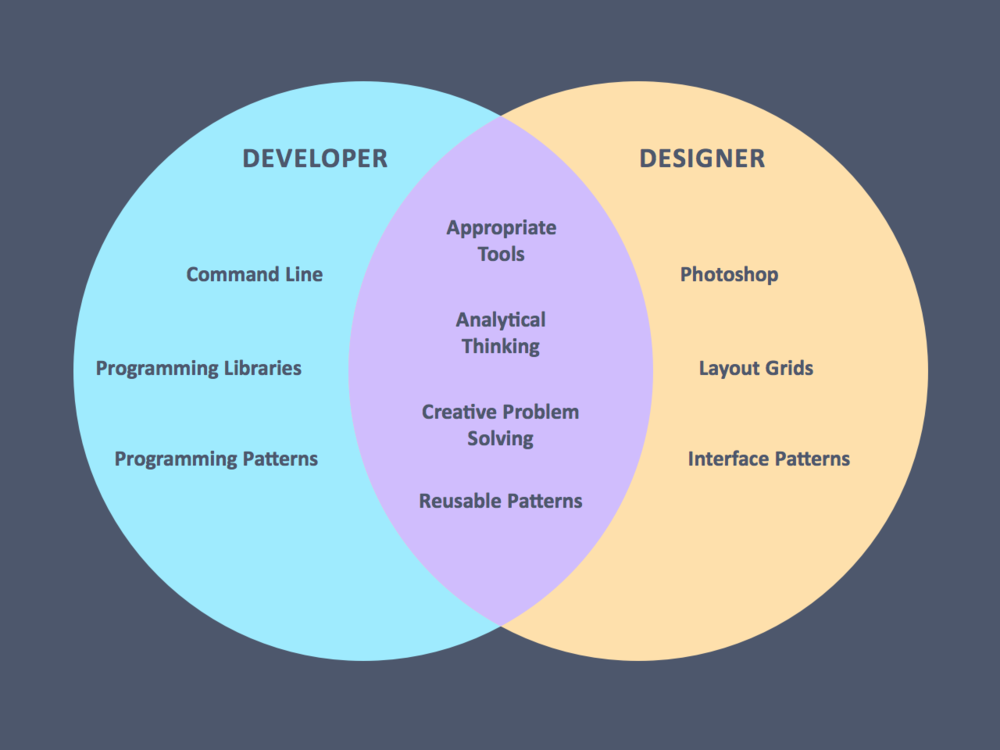 DEVELOPER
Command Line
Programming Libraries
Programming Patterns
Appropriate
Tools
Analytical
Thinking
Creative Problem
Solving
Reusable Patterns
DESIGNER
Photoshop
Layout Grids
Interface Patterns